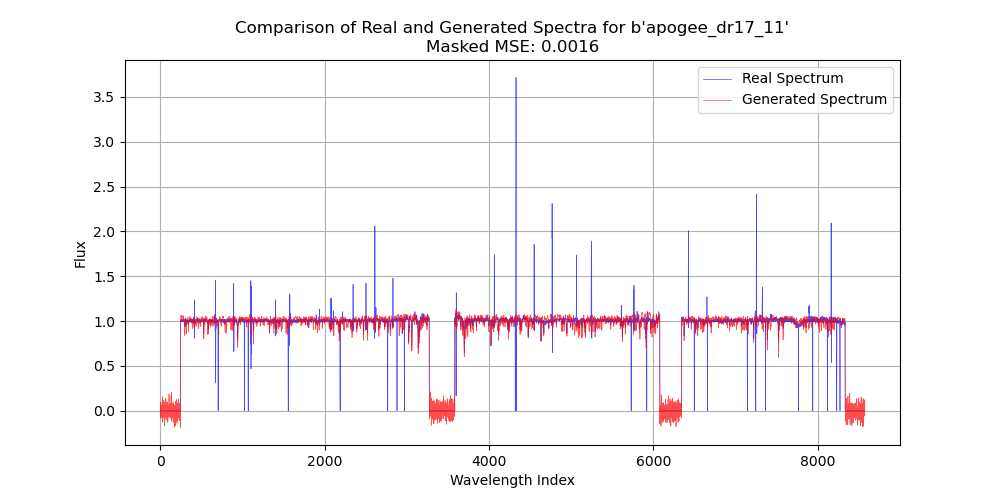 Comparison of Real and Generated Spectra for b'apogee_dr17_11'
Masked MSE: 0.0016
Real Spectrum
Generated Spectrum
3.5
3.0
2.5
2.0
1.5
1.0
0.5
0.0
Flux
0
2000
4000
6000
8000
Wavelength Index